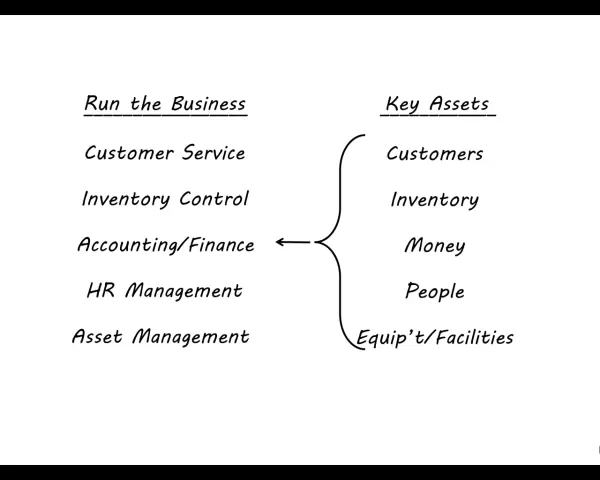 Run the Business
Customer Service
Inventory Control
Accounting/Finance
HR Management
Asset Management
Key Assets
Customers
Inventory
Money
People
Equip't/Facilities